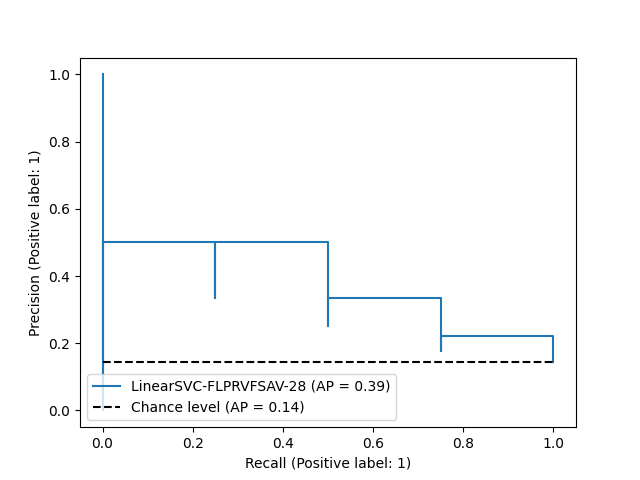 1.0
0.8
0.6
0.4
0.2
0.0
Precision (Positive label: 1)
LinearSVC-FLPRVFSAV-28 (AP = 0.39)
Chance level (AP = 0.14)
0.0 0.2 0.4 0.6 0.8 1.0
Recall (Positive label: 1)